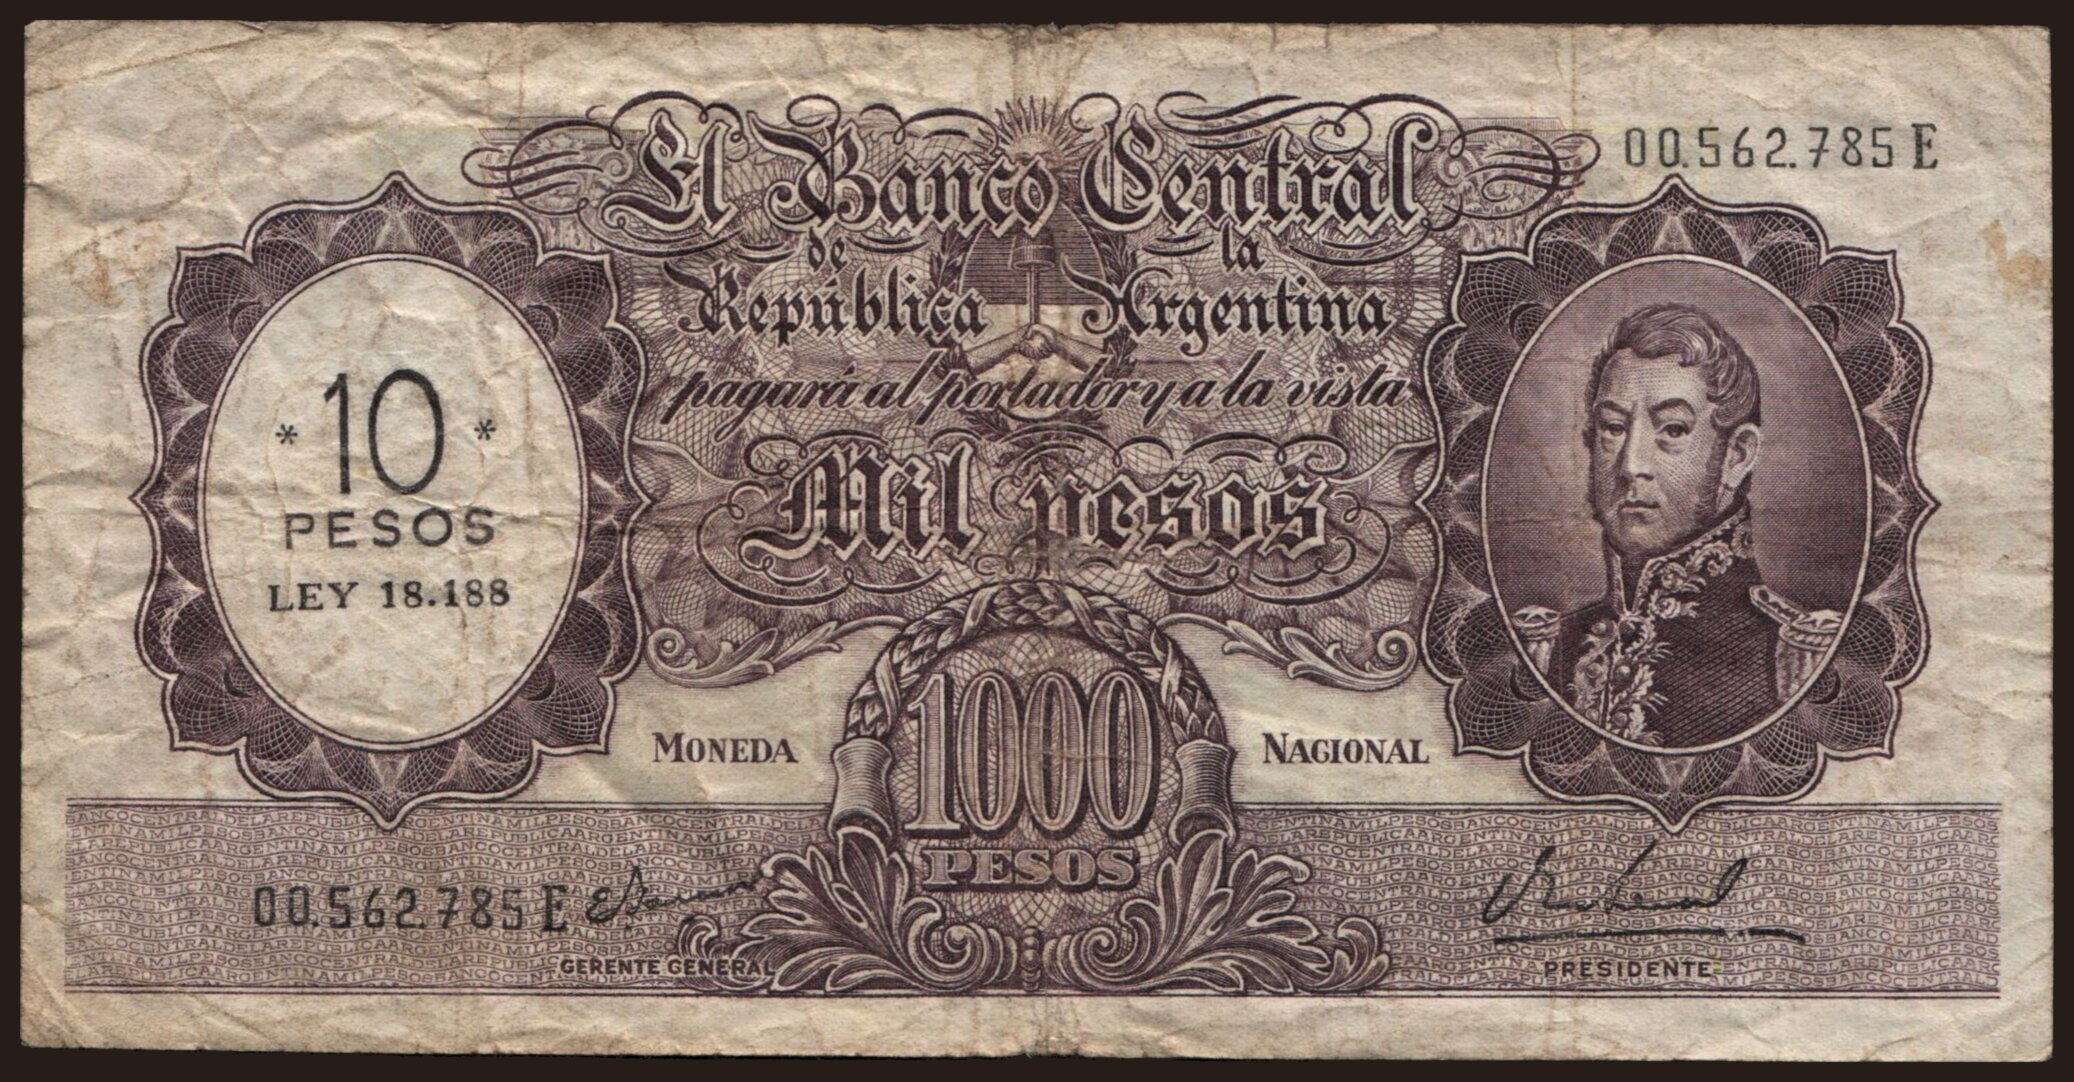 El Banco Central
de la
República Argentina
pagará al portador y a la vista
Mil pesos
00.562.785 E
* 10 *
PESOS
LEY 18.188
MONEDA NACIONAL
1000
PESOS
00.562.785 E
GERENTE GENERAL
PRESIDENTE